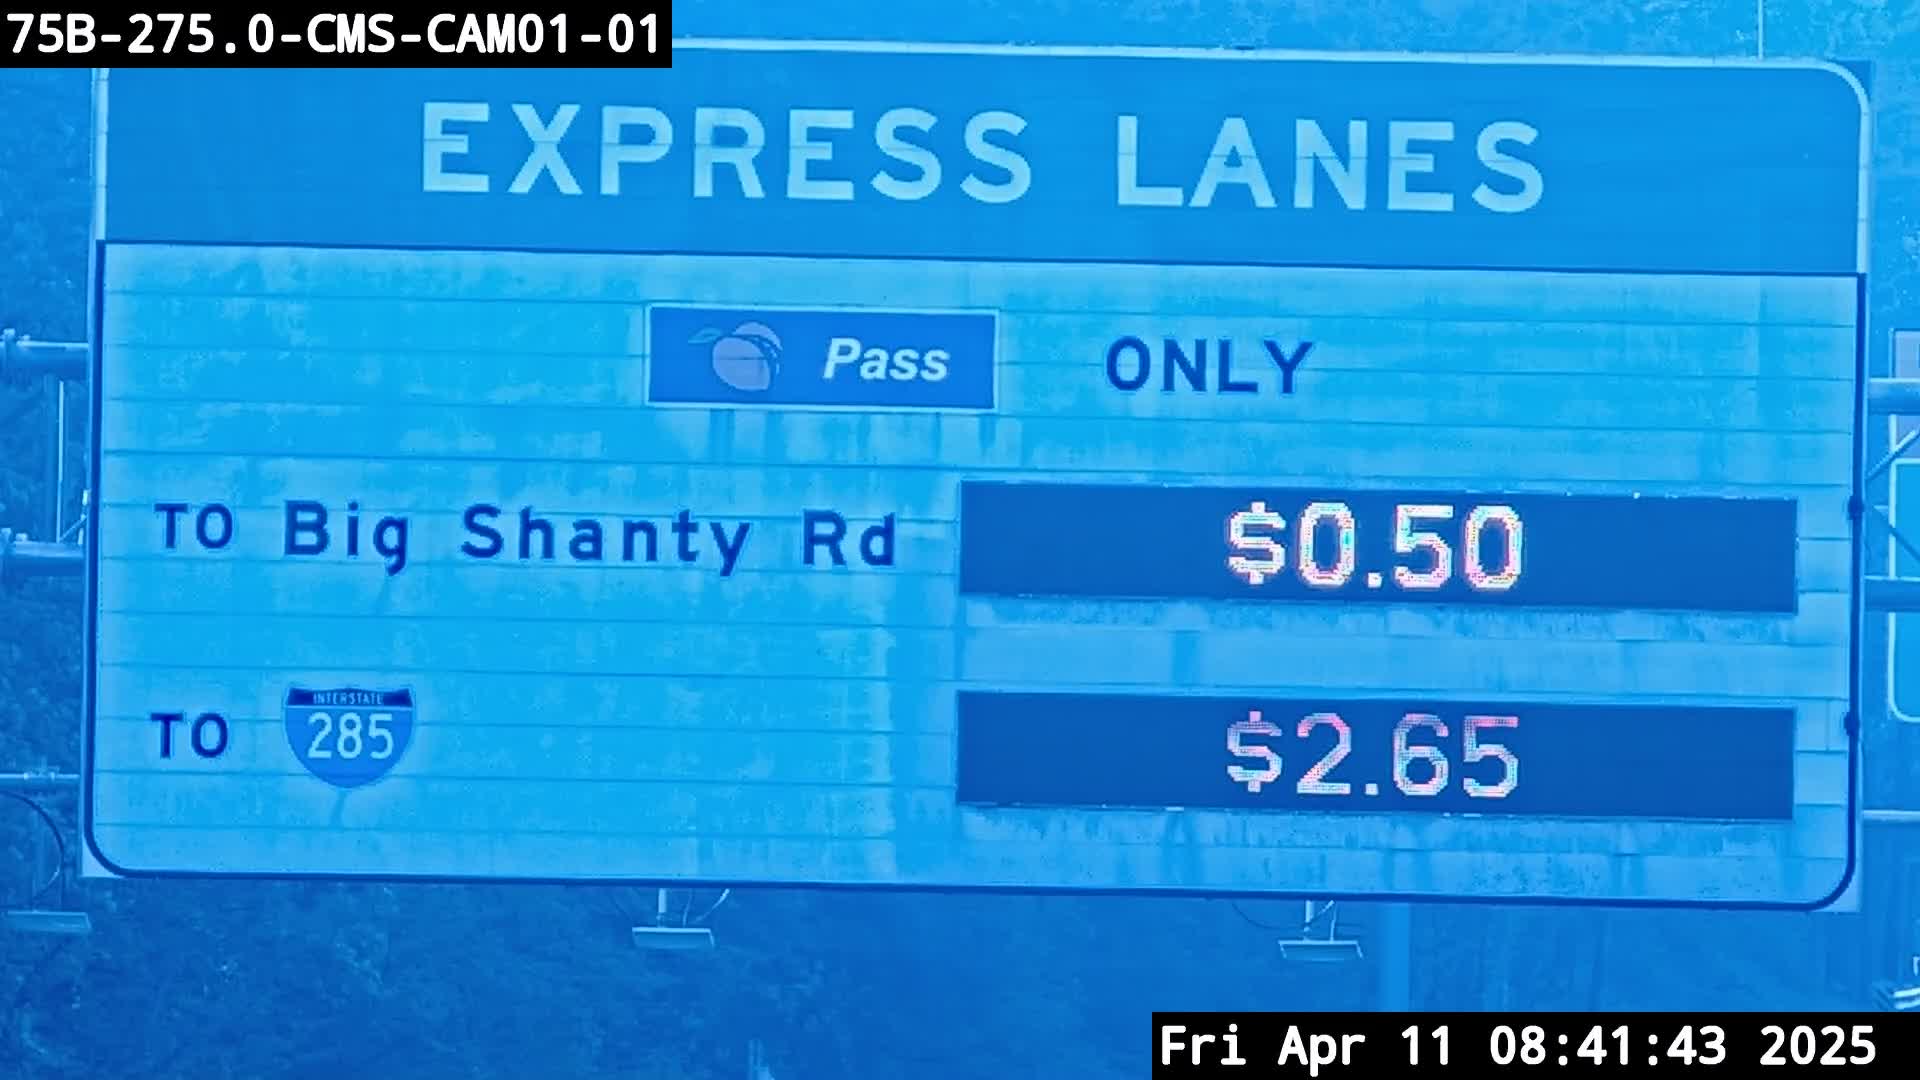 75B-275.0-CMS-CAM01-01
EXPRESS LANES
Pass ONLY
TO Big Shanty Rd $0.50
TO INTERSTATE 285 $2.65
Fri Apr 11 08:41:43 2025